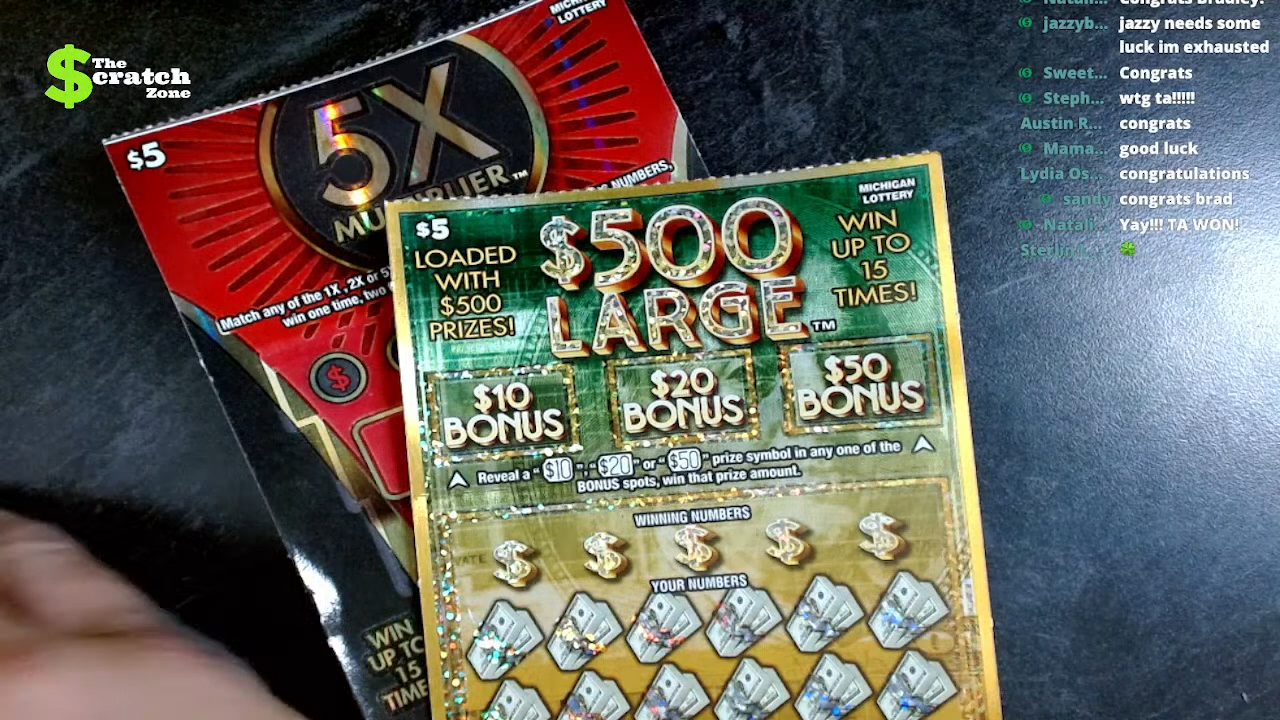 $ The
Scratch
Zone
MICHIGAN
LOTTERY
$5
5X
NUMBERS,
Match any of the 1X, 2X or 5
win one time, two
WIN
UP TO
15
TIME
$5
LOADED
WITH
$500
PRIZES!
$500
LARGE™
MICHIGAN
LOTTERY
WIN
UP TO
15
TIMES!
$10
BONUS
$20
BONUS
$50
BONUS
Reveal a "$10", "$20" or "$50" prize symbol in any one of the
BONUS spots, win that prize amount.
WINNING NUMBERS
YOUR NUMBERS
jazzyb... jazzy needs some
luck im exhausted
Sweet... Congrats
Steph... wtg ta!!!!!
Austin R... congrats
Mama... good luck
Lydia Os... congratulations
sandy congrats brad
Natali... Yay!!! TA WON!